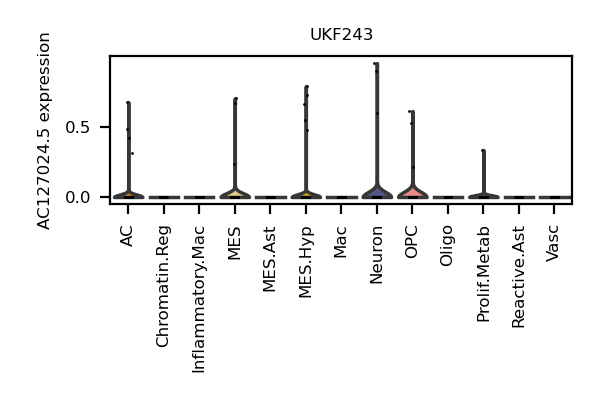 UKF243
AC127024.5 expression
0.5
0.0
AC
Chromatin.Reg
Inflammatory.Mac
MES
MES.Ast
MES.Hyp
Mac
Neuron
OPC
Oligo
Prolif.Metab
Reactive.Ast
Vasc